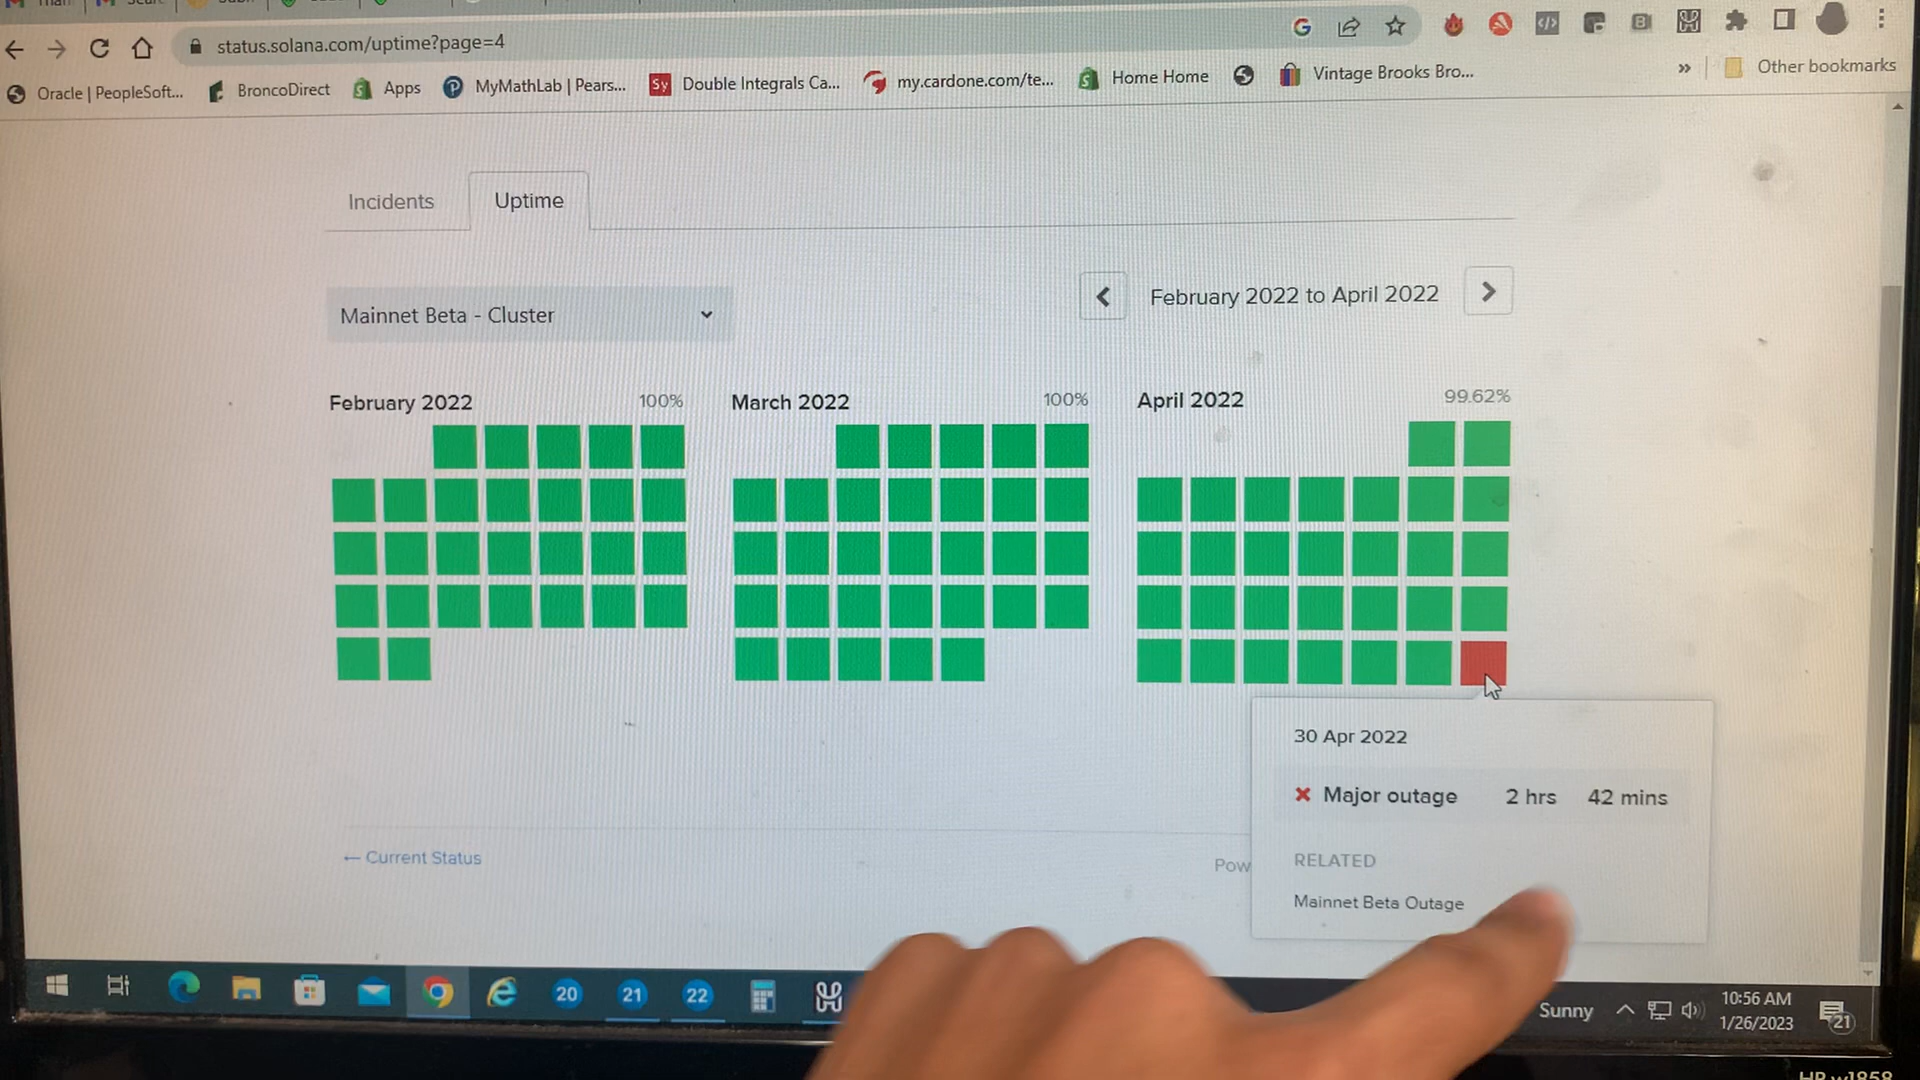 status.solana.com/uptime?page=4
Oracle | PeopleSoft...
BroncoDirect
Apps
MyMathLab | Pears...
Sy
Double Integrals Ca...
my.cardone.com/te...
Home Home
Vintage Brooks Bro...
»
Other bookmarks
Incidents
Uptime
Mainnet Beta - Cluster
February 2022 to April 2022
February 2022
100%
March 2022
100%
April 2022
99.62%
30 Apr 2022
Major outage 2 hrs 42 mins
← Current Status
Pow
RELATED
Mainnet Beta Outage
20
21
22
Sunny
10:56 AM
1/26/2023
21